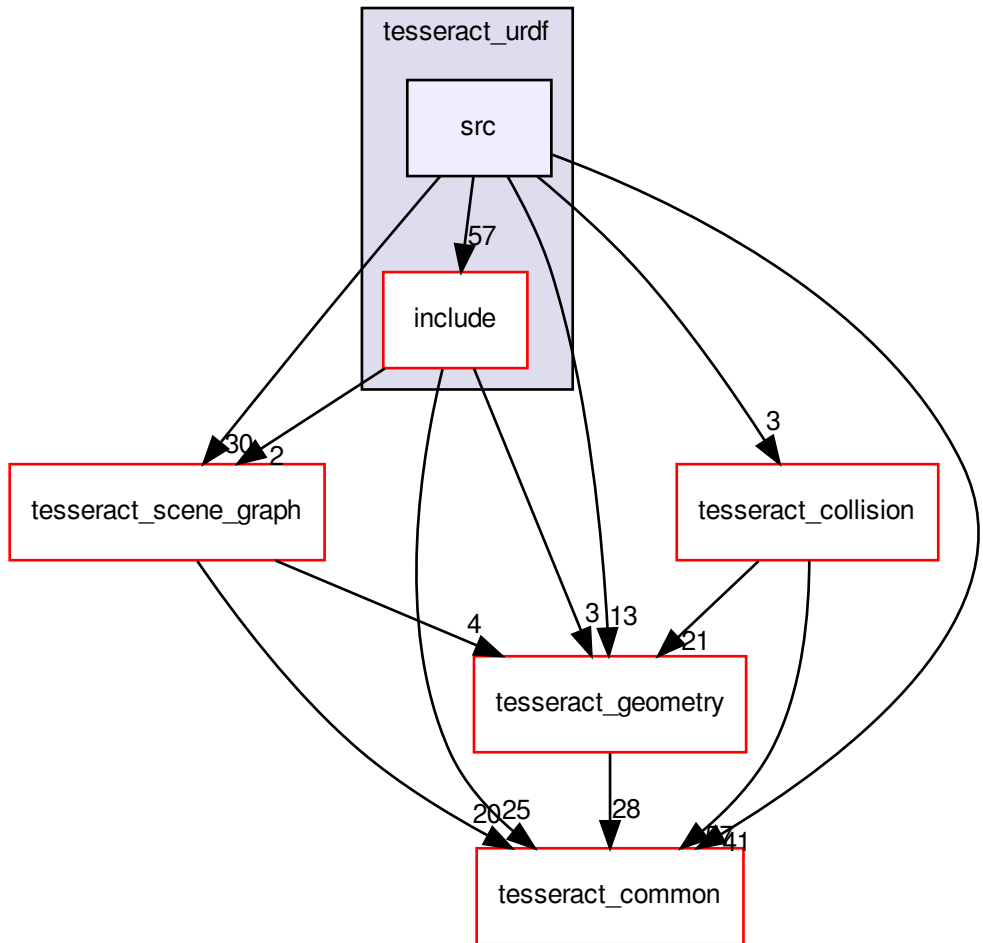 tesseract_urdf
src
57
include
3
30
2
tesseract_scene_graph
tesseract_collision
4
3
13
21
tesseract_geometry
20
25
28
41
tesseract_common